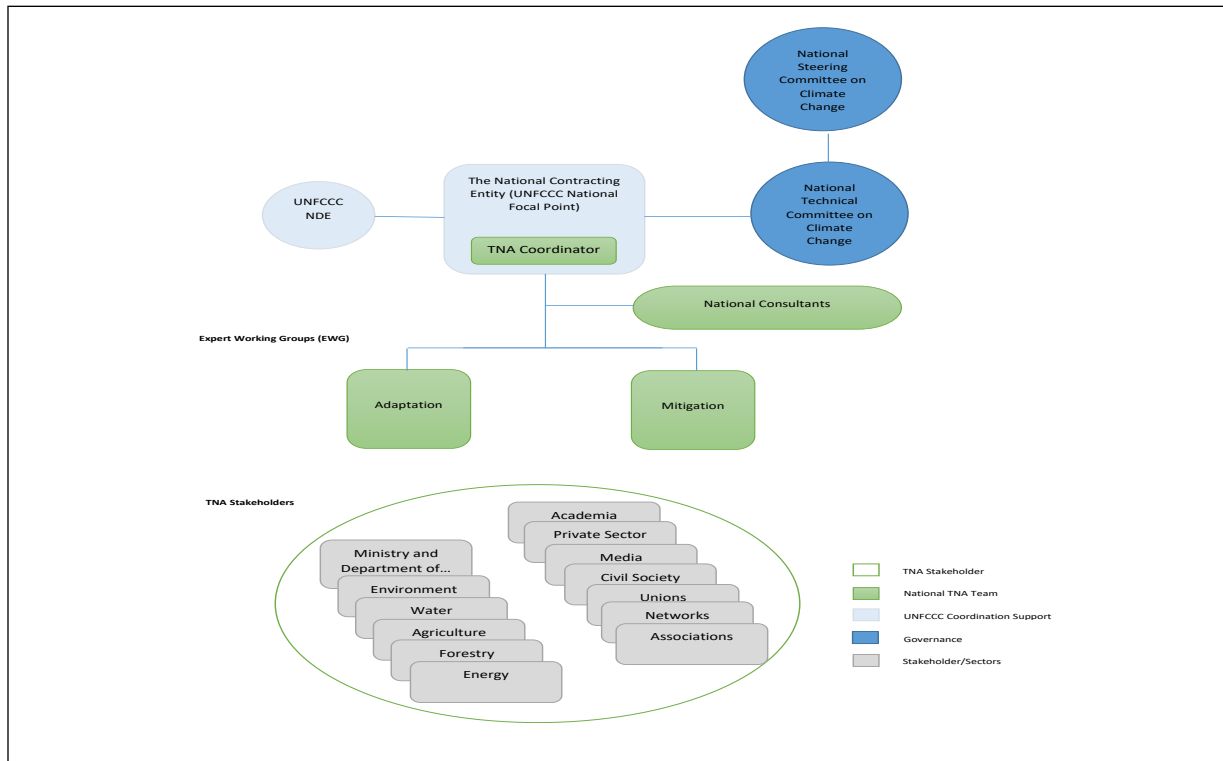 National
Steering
Committee on
Climate
Change
The National Contracting
Entity (UNFCCC National
Focal Point)
UNFCCC
NDE
National
Technical
Committee on
Climate
Change
TNA Coordinator
National Consultants
Expert Working Groups (EWG)
Adaptation
Mitigation
TNA Stakeholders
Ministry and
Department of...
Environment
Water
Agriculture
Forestry
Energy
Academia
Private Sector
Media
Civil Society
Unions
Networks
Associations
TNA Stakeholder
National TNA Team
UNFCCC Coordination Support
Governance
Stakeholder/Sectors